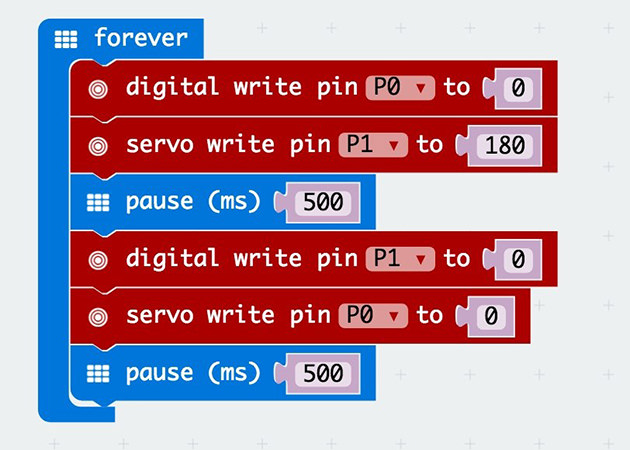 forever
digital write pin P0 ▼ to 0
servo write pin P1 ▼ to 180
pause (ms) 500
digital write pin P1 ▼ to 0
servo write pin P0 ▼ to 0
pause (ms) 500